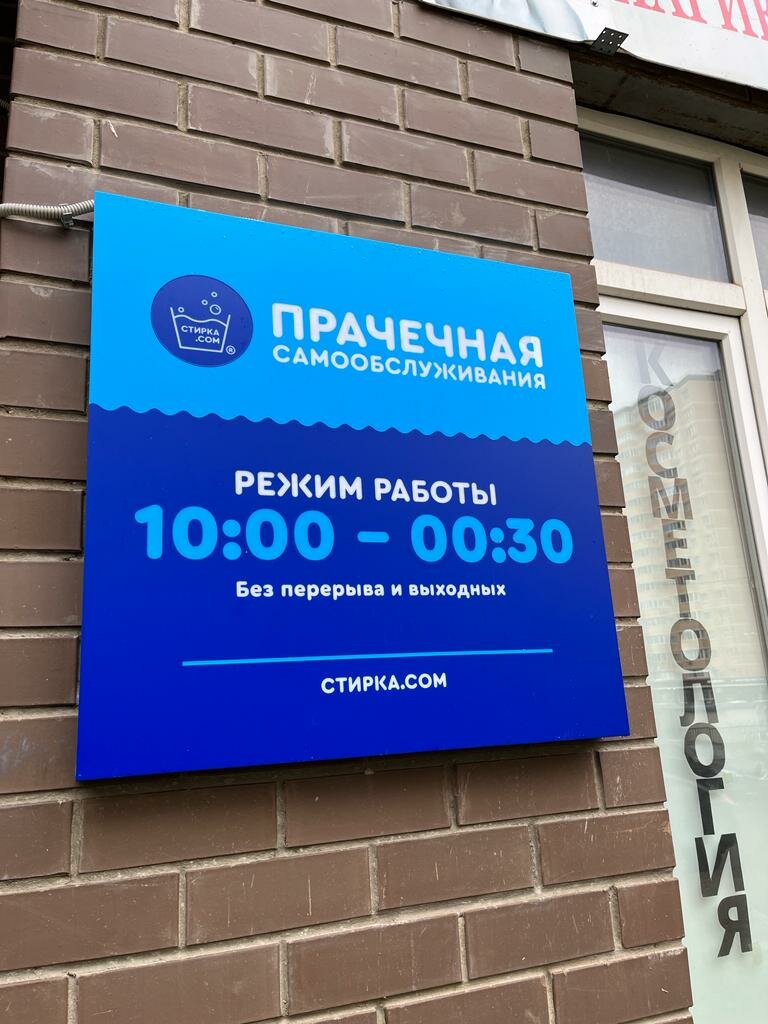 СТИРКА
.COM
®
ПРАЧЕЧНАЯ
САМООБСЛУЖИВАНИЯ
РЕЖИМ РАБОТЫ
10:00 – 00:30
Без перерыва и выходных
СТИРКА.COM
КОСМЕТОЛОГИЯ